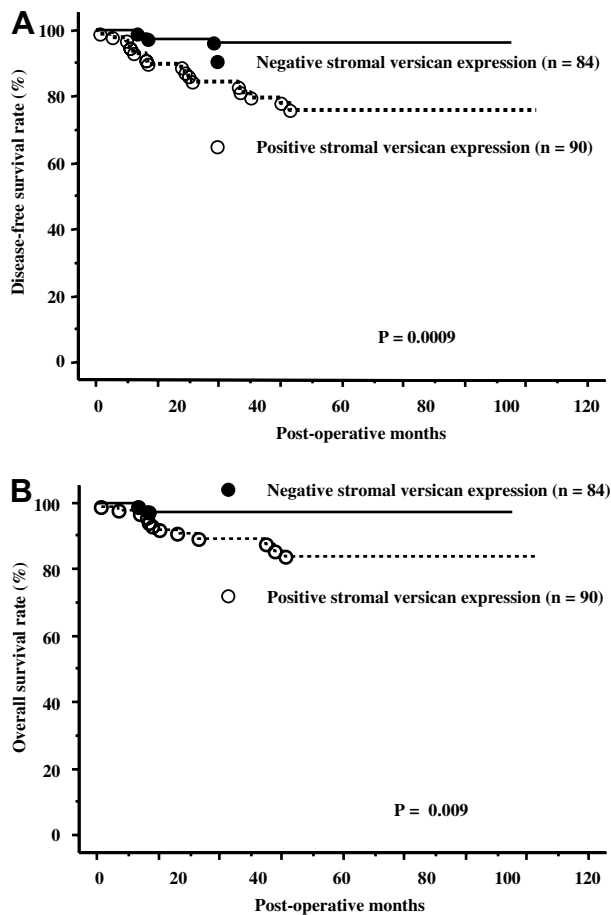 A
Disease-free survival rate (%)
100
80
60
40
20
0
Negative stromal versican expression (n = 84)
Positive stromal versican expression (n = 90)
P = 0.0009
0 20 40 60 80 100 120
Post-operative months
B
Overall survival rate (%)
100
80
60
40
20
0
Negative stromal versican expression (n = 84)
Positive stromal versican expression (n = 90)
P = 0.009
0 20 40 60 80 100 120
Post-operative months